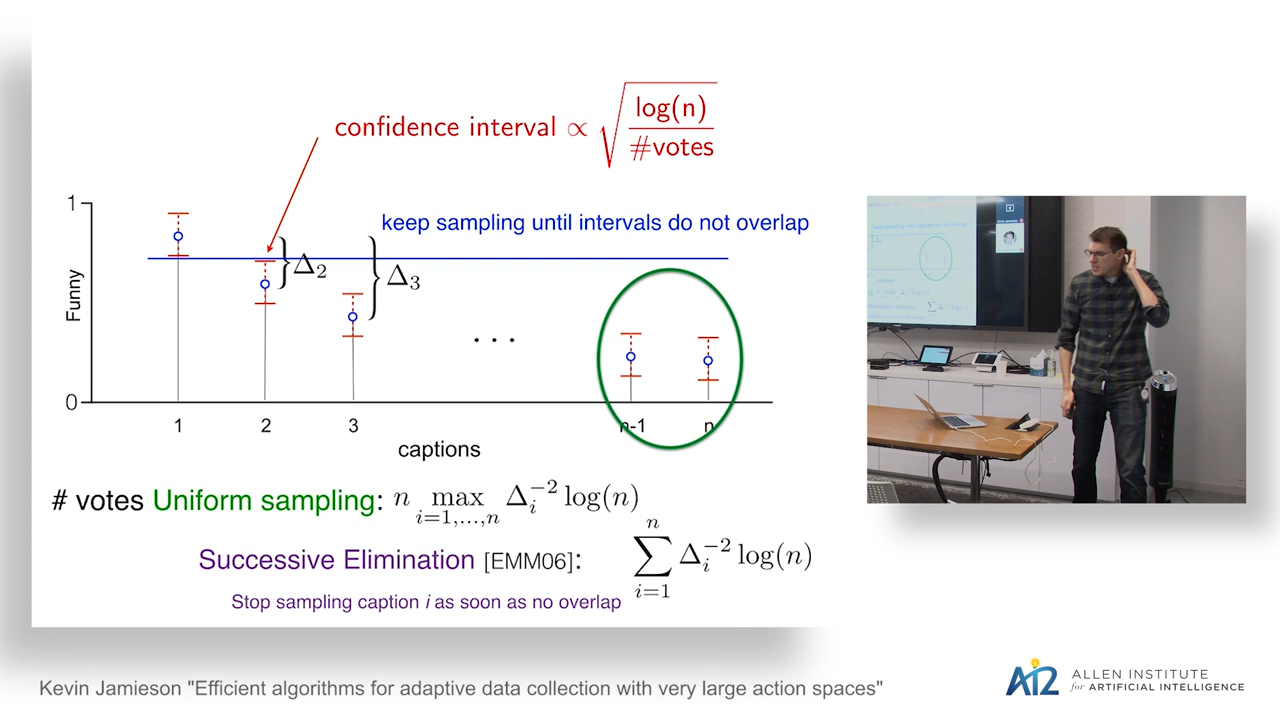 confidence interval ∝ √(log(n) / #votes)
1
keep sampling until intervals do not overlap
Δ₂
Δ₃
Funny
. . .
0
1 2 3 n-1 n
captions
# votes Uniform sampling: n max_{i=1,...,n} Δ_i^{-2} log(n)
Successive Elimination [EMM06]: ∑_{i=1}^{n} Δ_i^{-2} log(n)
Stop sampling caption i as soon as no overlap
Kevin Jamieson "Efficient algorithms for adaptive data collection with very large action spaces"
AI2 ALLEN INSTITUTE
for ARTIFICIAL INTELLIGENCE